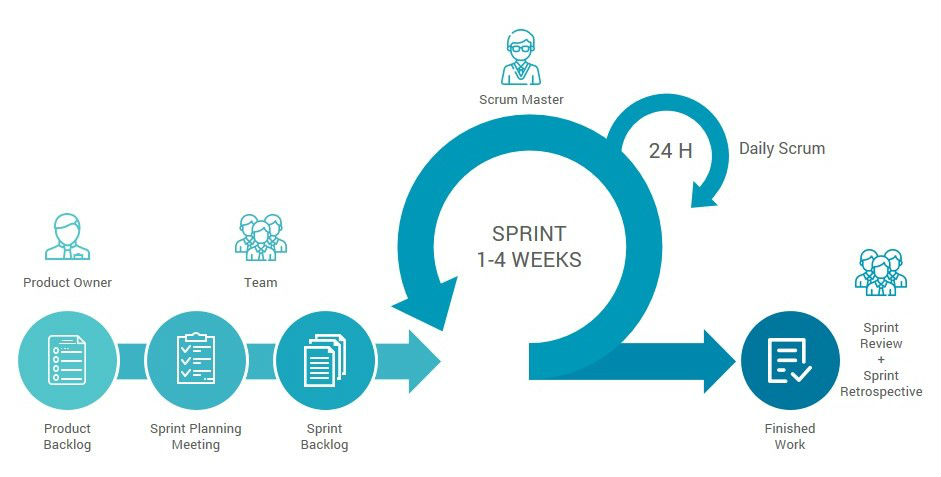 Scrum Master
24 H
Daily Scrum
SPRINT
1-4 WEEKS
Product Owner
Team
Product
Backlog
Sprint Planning
Meeting
Sprint
Backlog
Finished
Work
Sprint
Review
+
Sprint
Retrospective